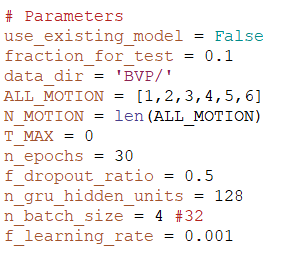 # Parameters
use_existing_model = False
fraction_for_test = 0.1
data_dir = 'BVP/'
ALL_MOTION = [1,2,3,4,5,6]
N_MOTION = len(ALL_MOTION)
T_MAX = 0
n_epochs = 30
f_dropout_ratio = 0.5
n_gru_hidden_units = 128
n_batch_size = 4 #32
f_learning_rate = 0.001